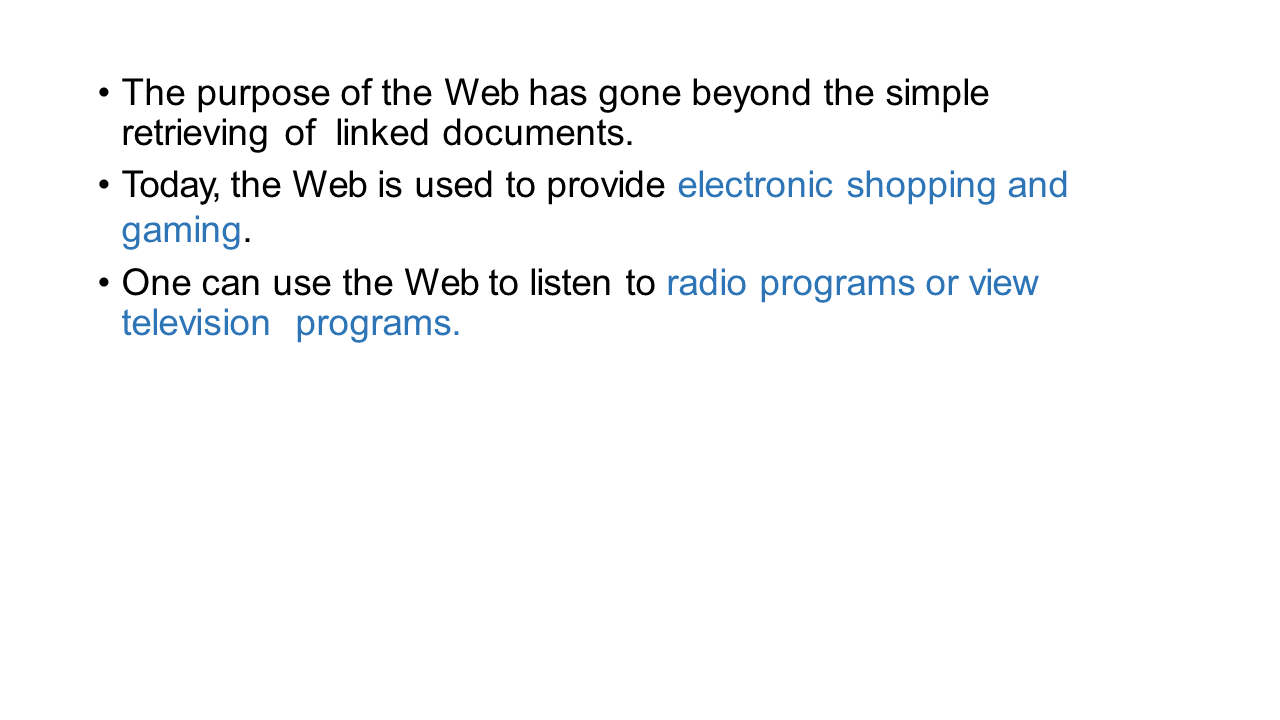 • The purpose of the Web has gone beyond the simple
retrieving of linked documents.
• Today, the Web is used to provide electronic shopping and
gaming.
• One can use the Web to listen to radio programs or view
television programs.